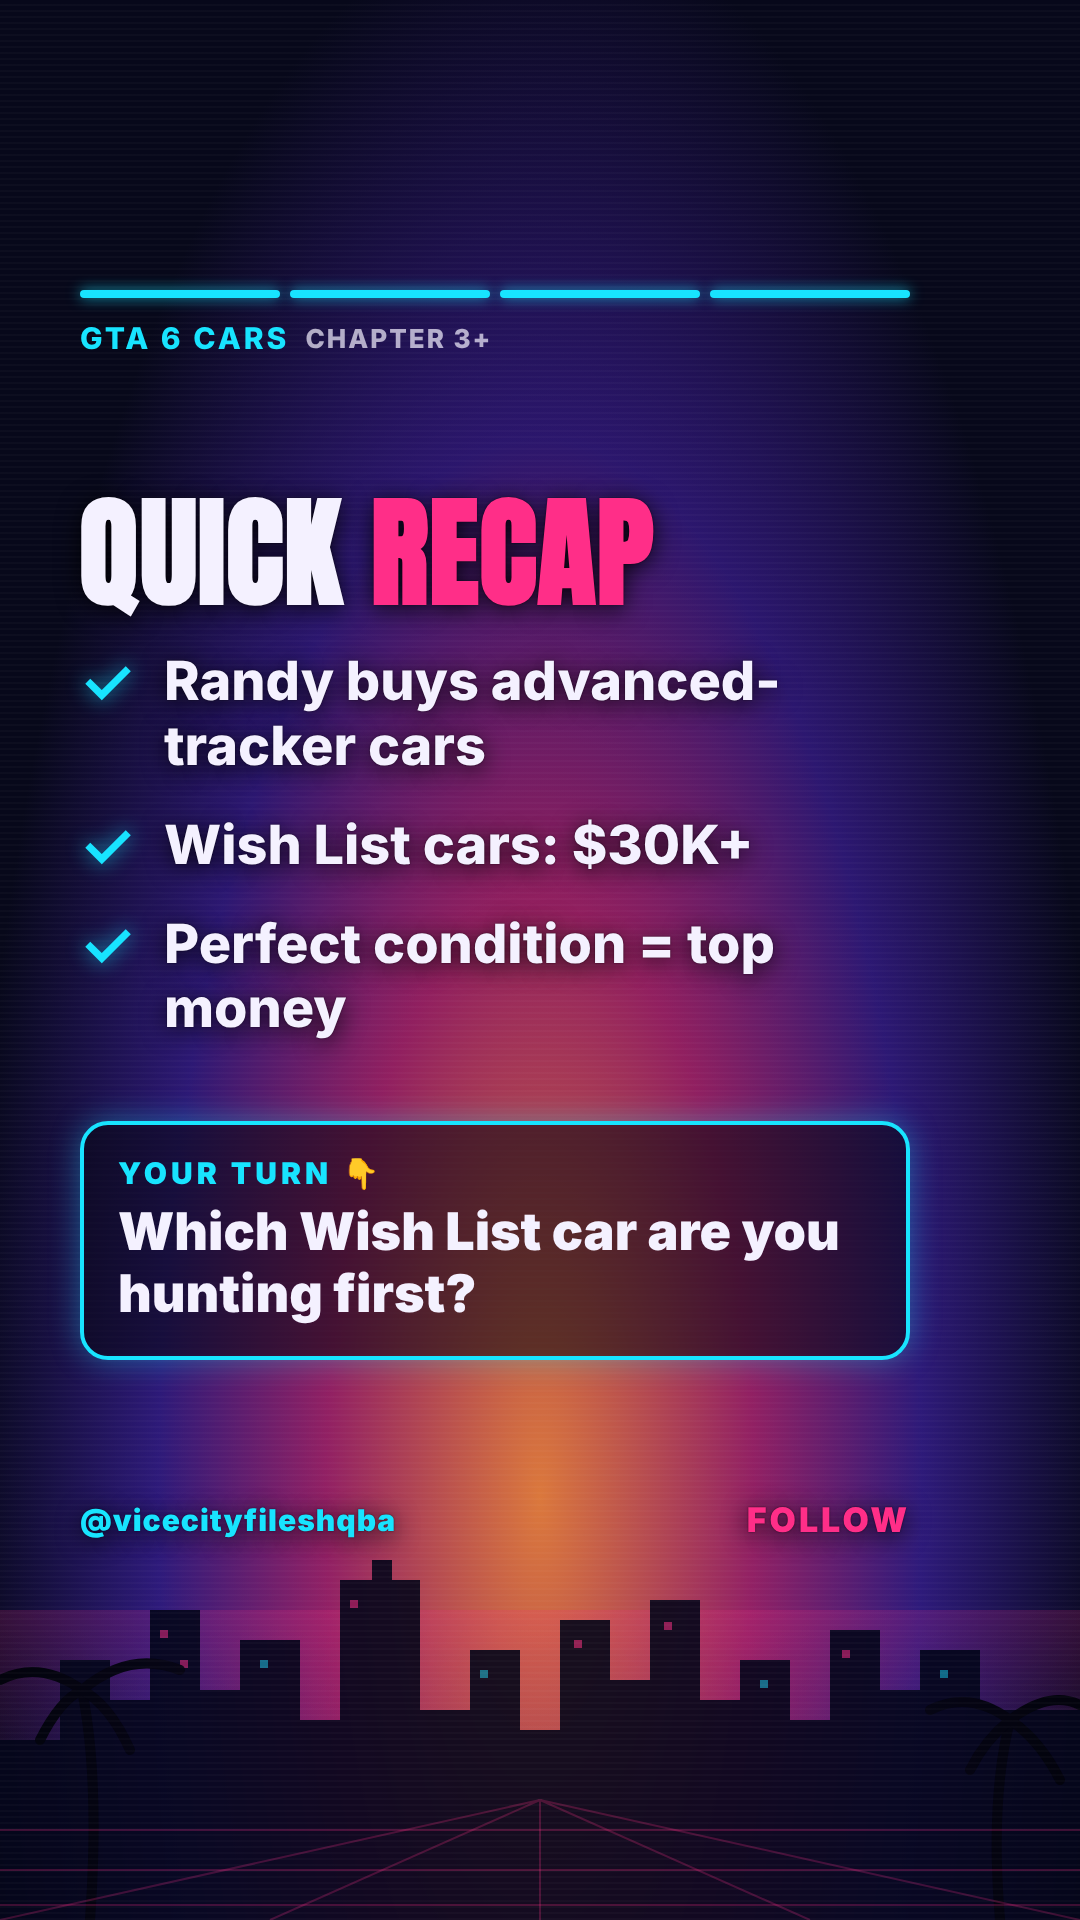 GTA 6 CARS CHAPTER 3+
QUICK RECAP
Randy buys advanced-
tracker cars
Wish List cars: $30K+
Perfect condition = top
money
YOUR TURN 👇
Which Wish List car are you
hunting first?
@vicecityfileshqba
FOLLOW